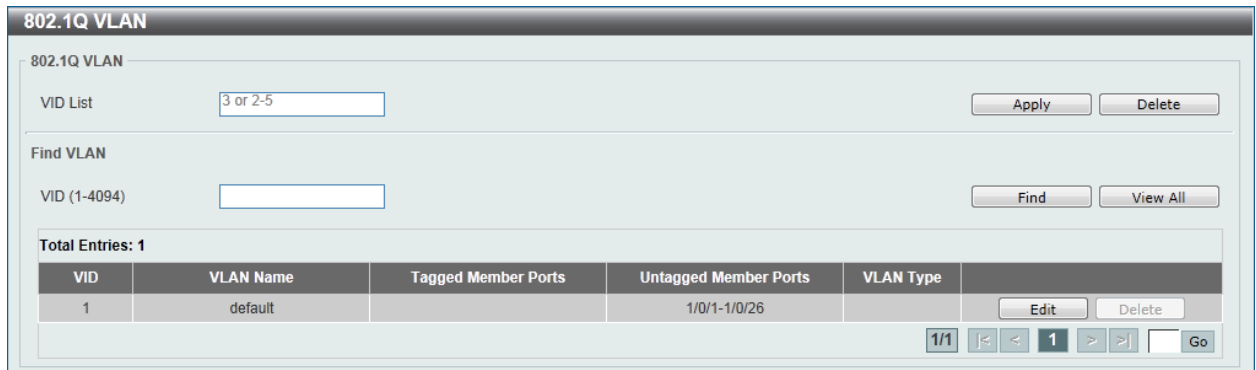 802.1Q VLAN
802.1Q VLAN
VID List 3 or 2-5 Apply Delete
Find VLAN
VID (1-4094) Find View All
Total Entries: 1
VID VLAN Name Tagged Member Ports Untagged Member Ports VLAN Type
1 default 1/0/1-1/0/26 Edit Delete
1/1 |< < 1 > >| Go